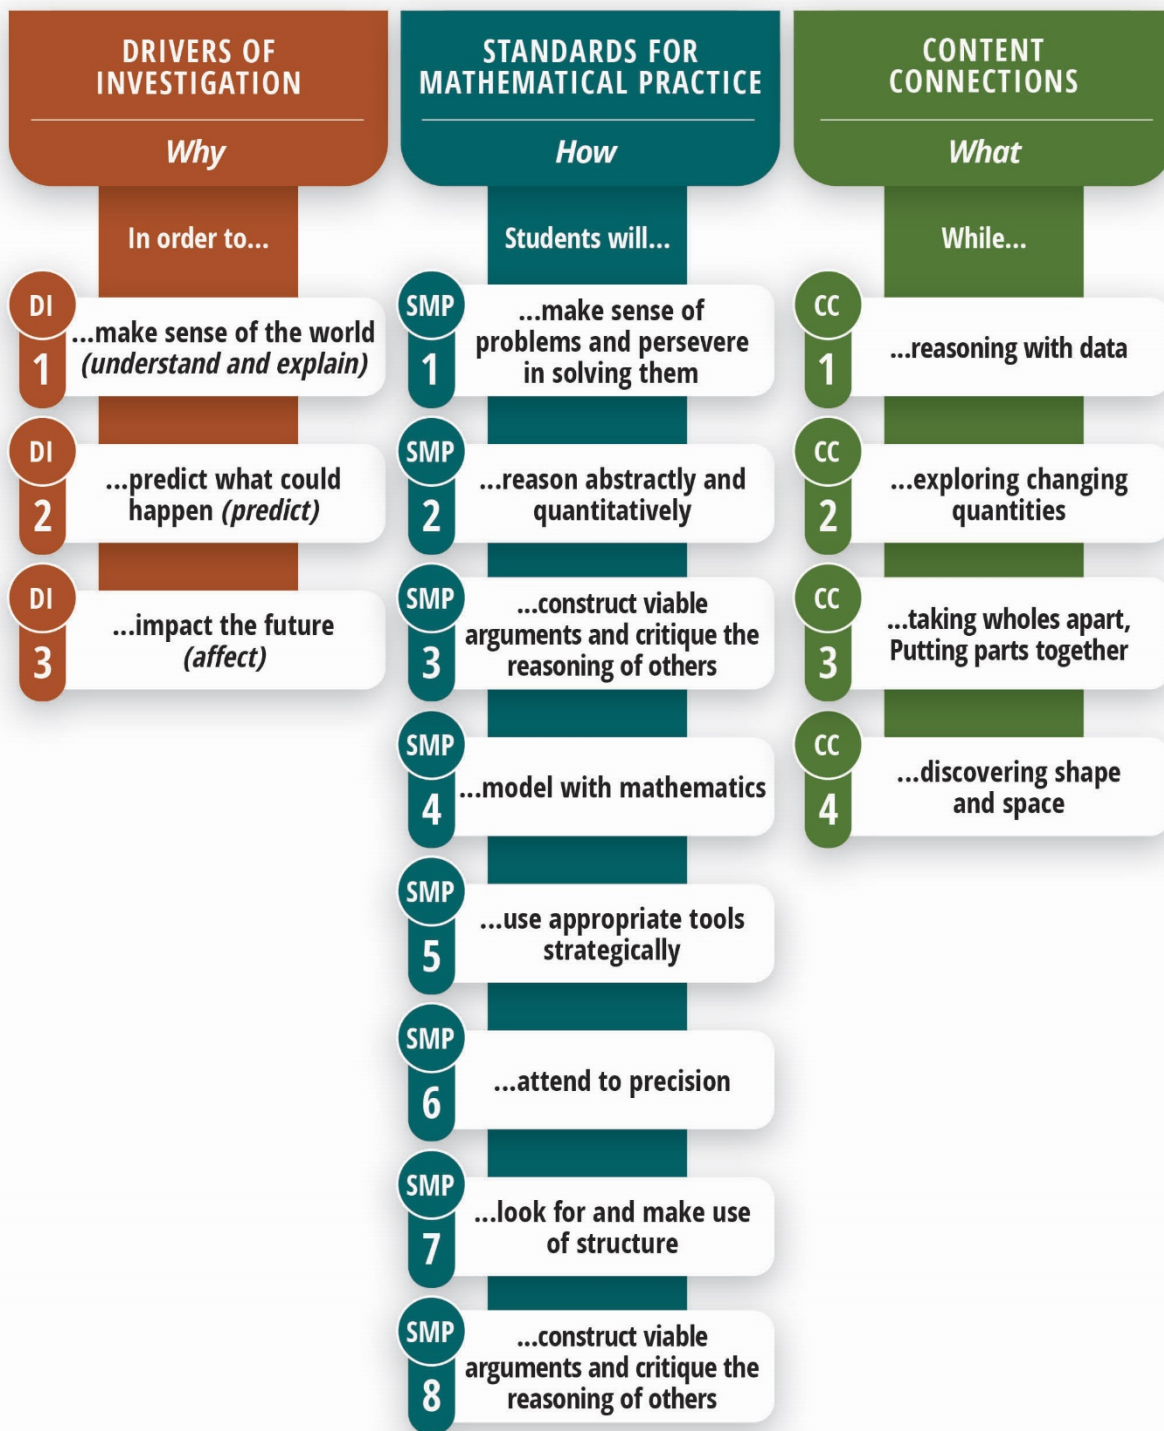 DRIVERS OF
INVESTIGATION
Why
In order to...
DI
1
...make sense of the world
(understand and explain)
DI
2
...predict what could
happen (predict)
DI
3
...impact the future
(affect)
STANDARDS FOR
MATHEMATICAL PRACTICE
How
Students will...
SMP
1
...make sense of
problems and persevere
in solving them
SMP
2
...reason abstractly and
quantitatively
SMP
3
...construct viable
arguments and critique the
reasoning of others
SMP
4
...model with mathematics
SMP
5
...use appropriate tools
strategically
SMP
6
...attend to precision
SMP
7
...look for and make use
of structure
SMP
8
...construct viable
arguments and critique the
reasoning of others
CONTENT
CONNECTIONS
What
While...
CC
1
...reasoning with data
CC
2
...exploring changing
quantities
CC
3
...taking wholes apart,
Putting parts together
CC
4
...discovering shape
and space